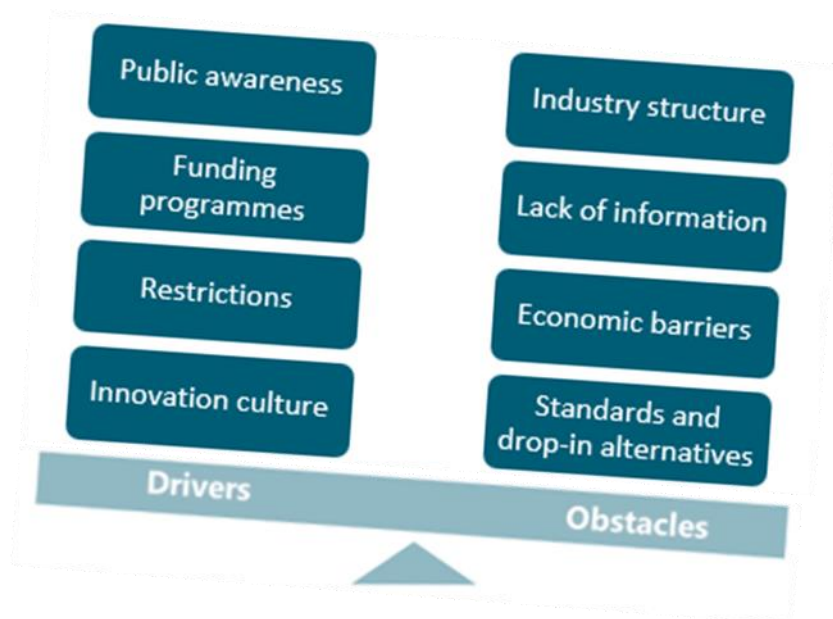 Public awareness
Funding
programmes
Restrictions
Innovation culture
Drivers
Industry structure
Lack of information
Economic barriers
Standards and
drop-in alternatives
Obstacles